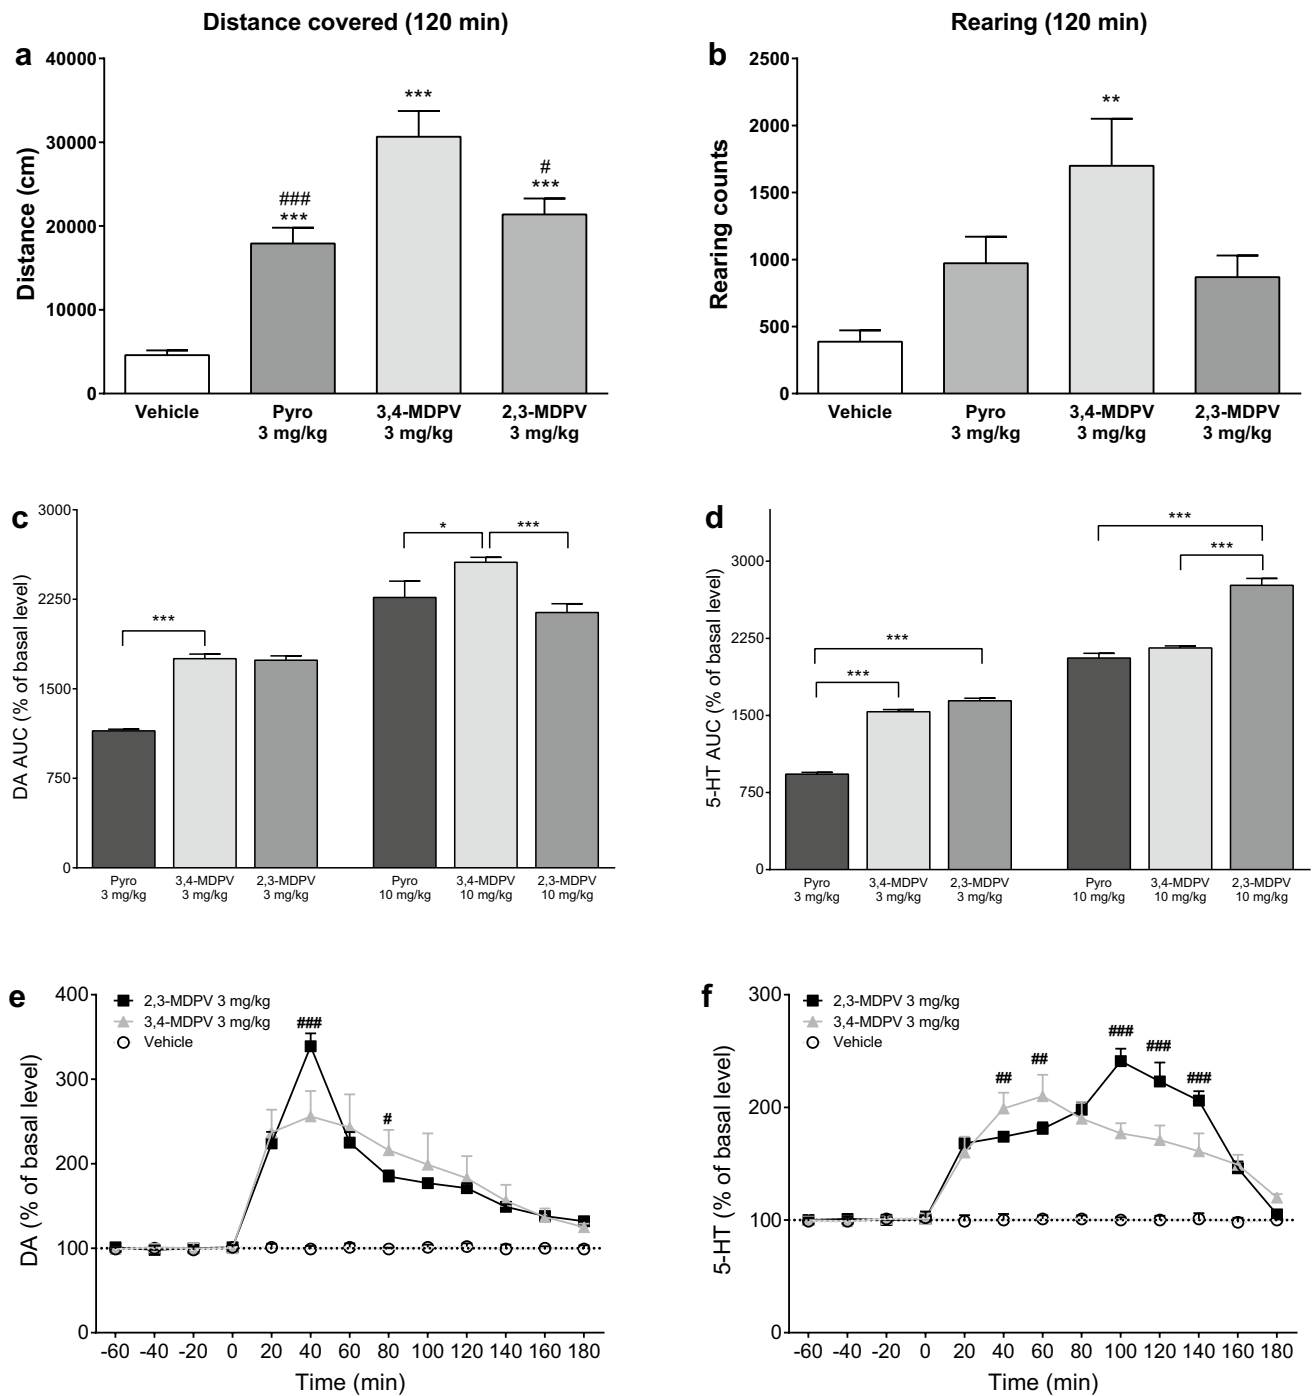 Distance covered (120 min)
a
Distance (cm)
40000
30000
20000
10000
0
###
***
***
#
***
Vehicle
Pyro
3 mg/kg
3,4-MDPV
3 mg/kg
2,3-MDPV
3 mg/kg
Rearing (120 min)
b
Rearing counts
2500
2000
1500
1000
500
0
**
Vehicle
Pyro
3 mg/kg
3,4-MDPV
3 mg/kg
2,3-MDPV
3 mg/kg
c
DA AUC (% of basal level)
3000
2250
1500
750
0
***
*
***
Pyro
3 mg/kg
3,4-MDPV
3 mg/kg
2,3-MDPV
3 mg/kg
Pyro
10 mg/kg
3,4-MDPV
10 mg/kg
2,3-MDPV
10 mg/kg
d
5-HT AUC (% of basal level)
3000
2250
1500
750
0
***
***
***
***
Pyro
3 mg/kg
3,4-MDPV
3 mg/kg
2,3-MDPV
3 mg/kg
Pyro
10 mg/kg
3,4-MDPV
10 mg/kg
2,3-MDPV
10 mg/kg
e
DA (% of basal level)
400
300
200
100
0
2,3-MDPV 3 mg/kg
3,4-MDPV 3 mg/kg
Vehicle
###
#
-60 -40 -20 0 20 40 60 80 100 120 140 160 180
Time (min)
f
5-HT (% of basal level)
300
200
100
0
2,3-MDPV 3 mg/kg
3,4-MDPV 3 mg/kg
Vehicle
##
##
###
###
###
-60 -40 -20 0 20 40 60 80 100 120 140 160 180
Time (min)